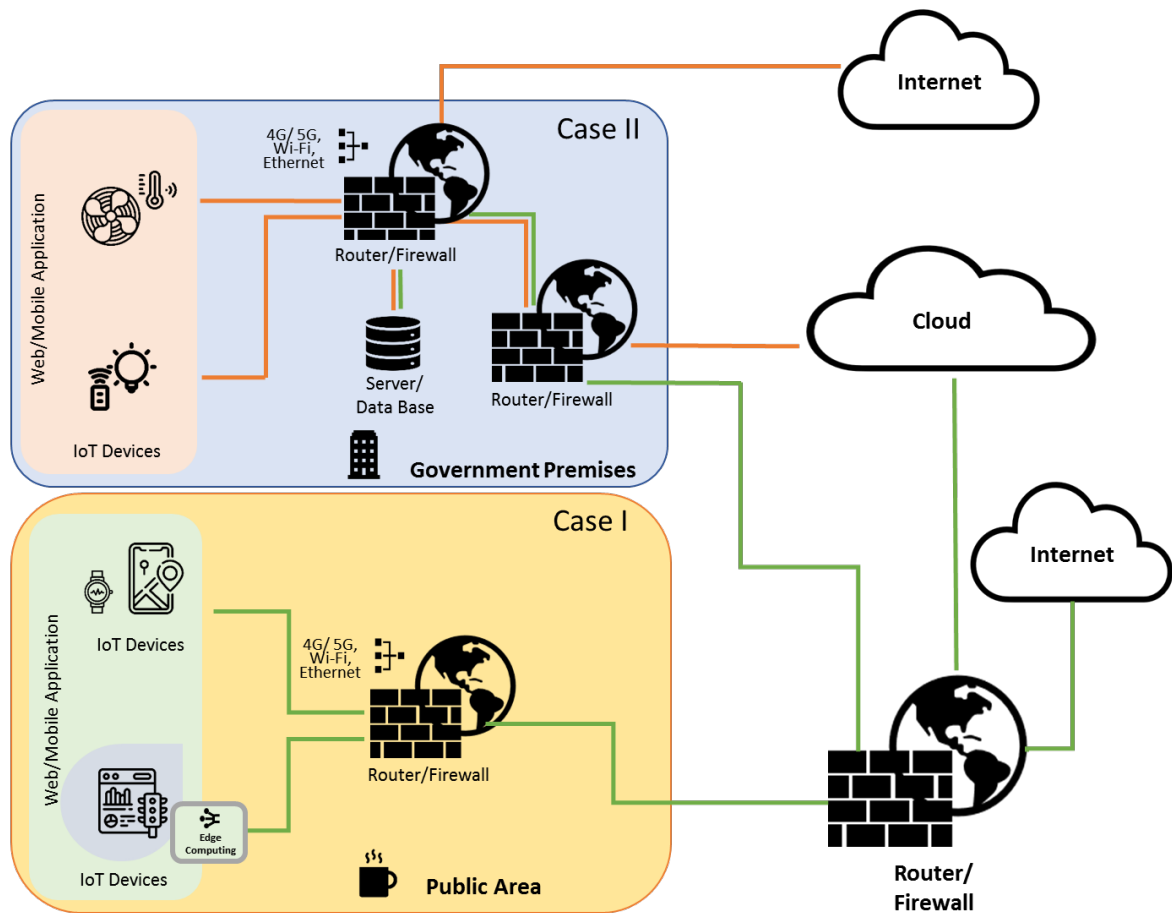 Internet
Case II
4G/ 5G,
Wi-Fi,
Ethernet
Web/Mobile Application
Router/Firewall
Server/
Data Base
Router/Firewall
IoT Devices
Government Premises
Cloud
Internet
Case I
Web/Mobile Application
IoT Devices
4G/ 5G,
Wi-Fi,
Ethernet
Router/Firewall
Edge
Computing
IoT Devices
Public Area
Router/
Firewall